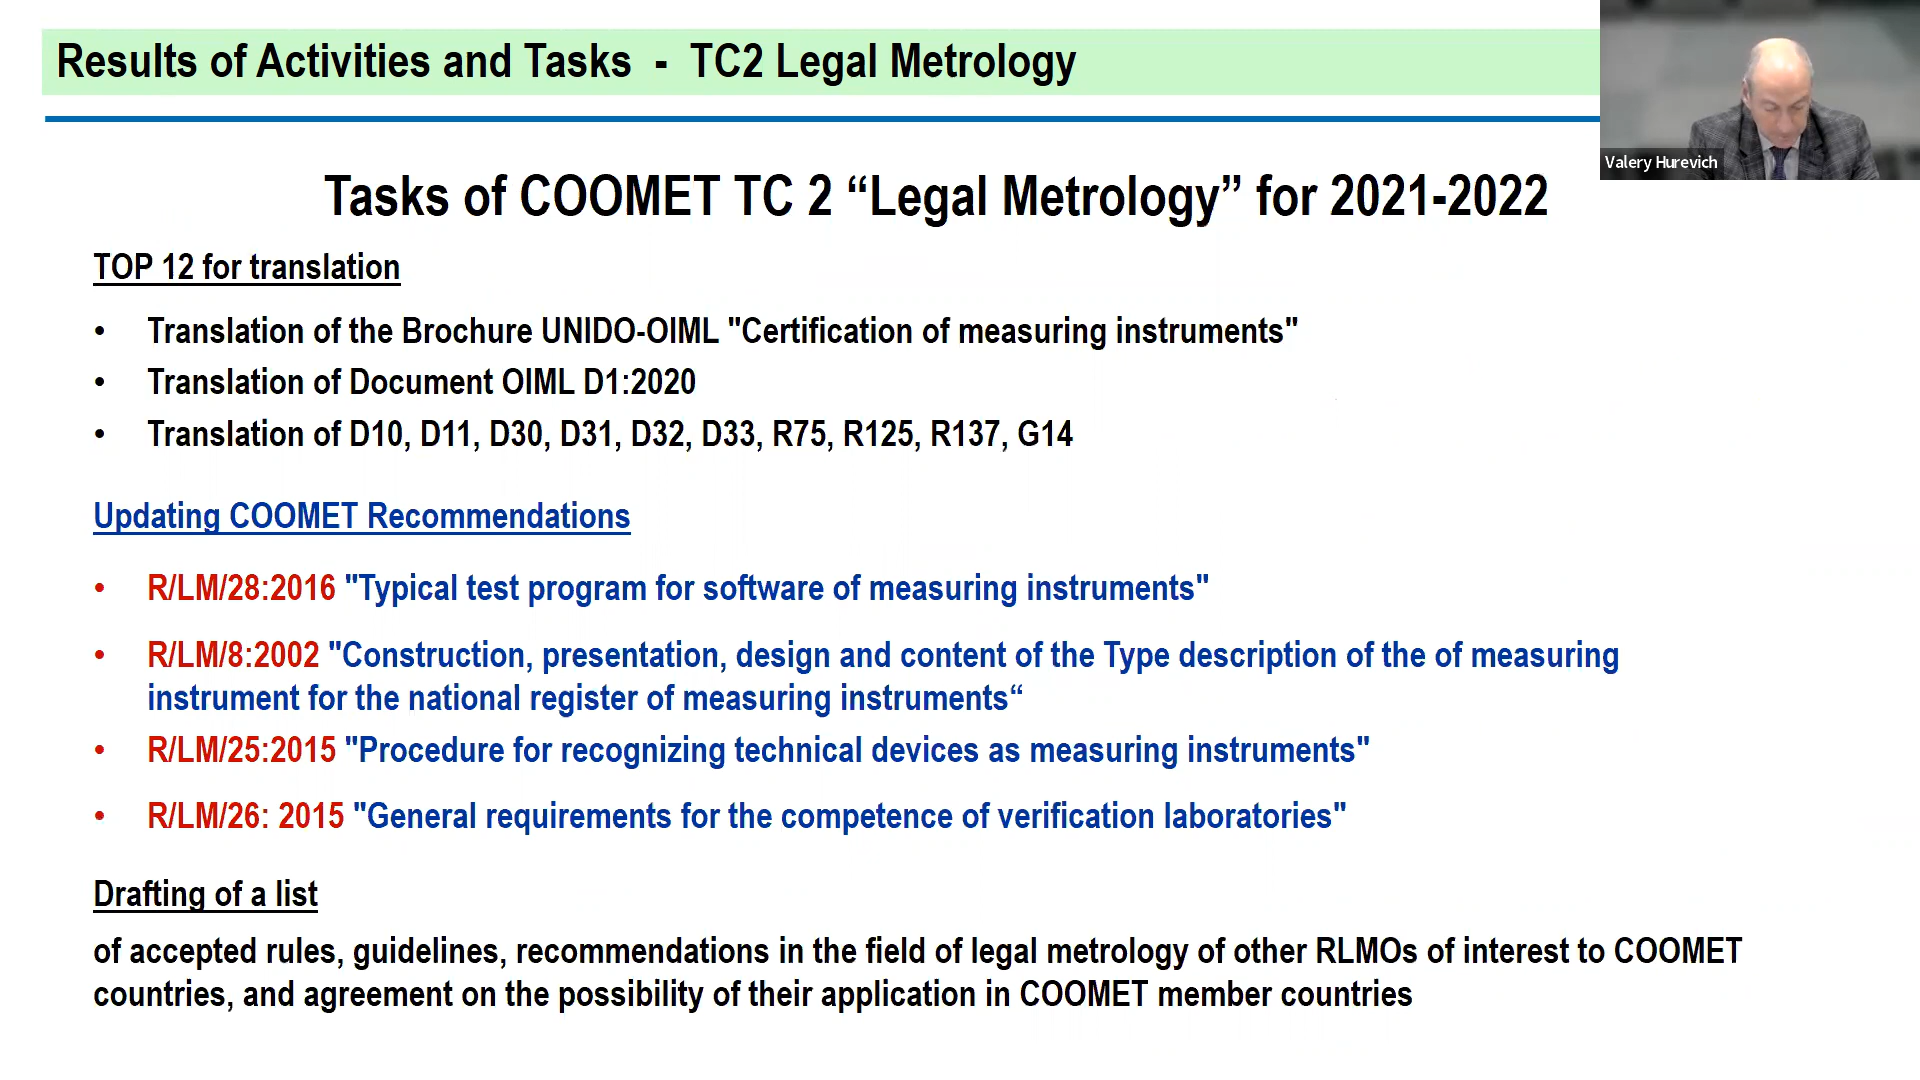 Results of Activities and Tasks - TC2 Legal Metrology
Valery Hurevich
Tasks of COOMET TC 2 “Legal Metrology” for 2021-2022
TOP 12 for translation
• Translation of the Brochure UNIDO-OIML "Certification of measuring instruments"
• Translation of Document OIML D1:2020
• Translation of D10, D11, D30, D31, D32, D33, R75, R125, R137, G14
Updating COOMET Recommendations
• R/LM/28:2016 "Typical test program for software of measuring instruments"
• R/LM/8:2002 "Construction, presentation, design and content of the Type description of the of measuring
instrument for the national register of measuring instruments“
• R/LM/25:2015 "Procedure for recognizing technical devices as measuring instruments"
• R/LM/26: 2015 "General requirements for the competence of verification laboratories"
Drafting of a list
of accepted rules, guidelines, recommendations in the field of legal metrology of other RLMOs of interest to COOMET
countries, and agreement on the possibility of their application in COOMET member countries